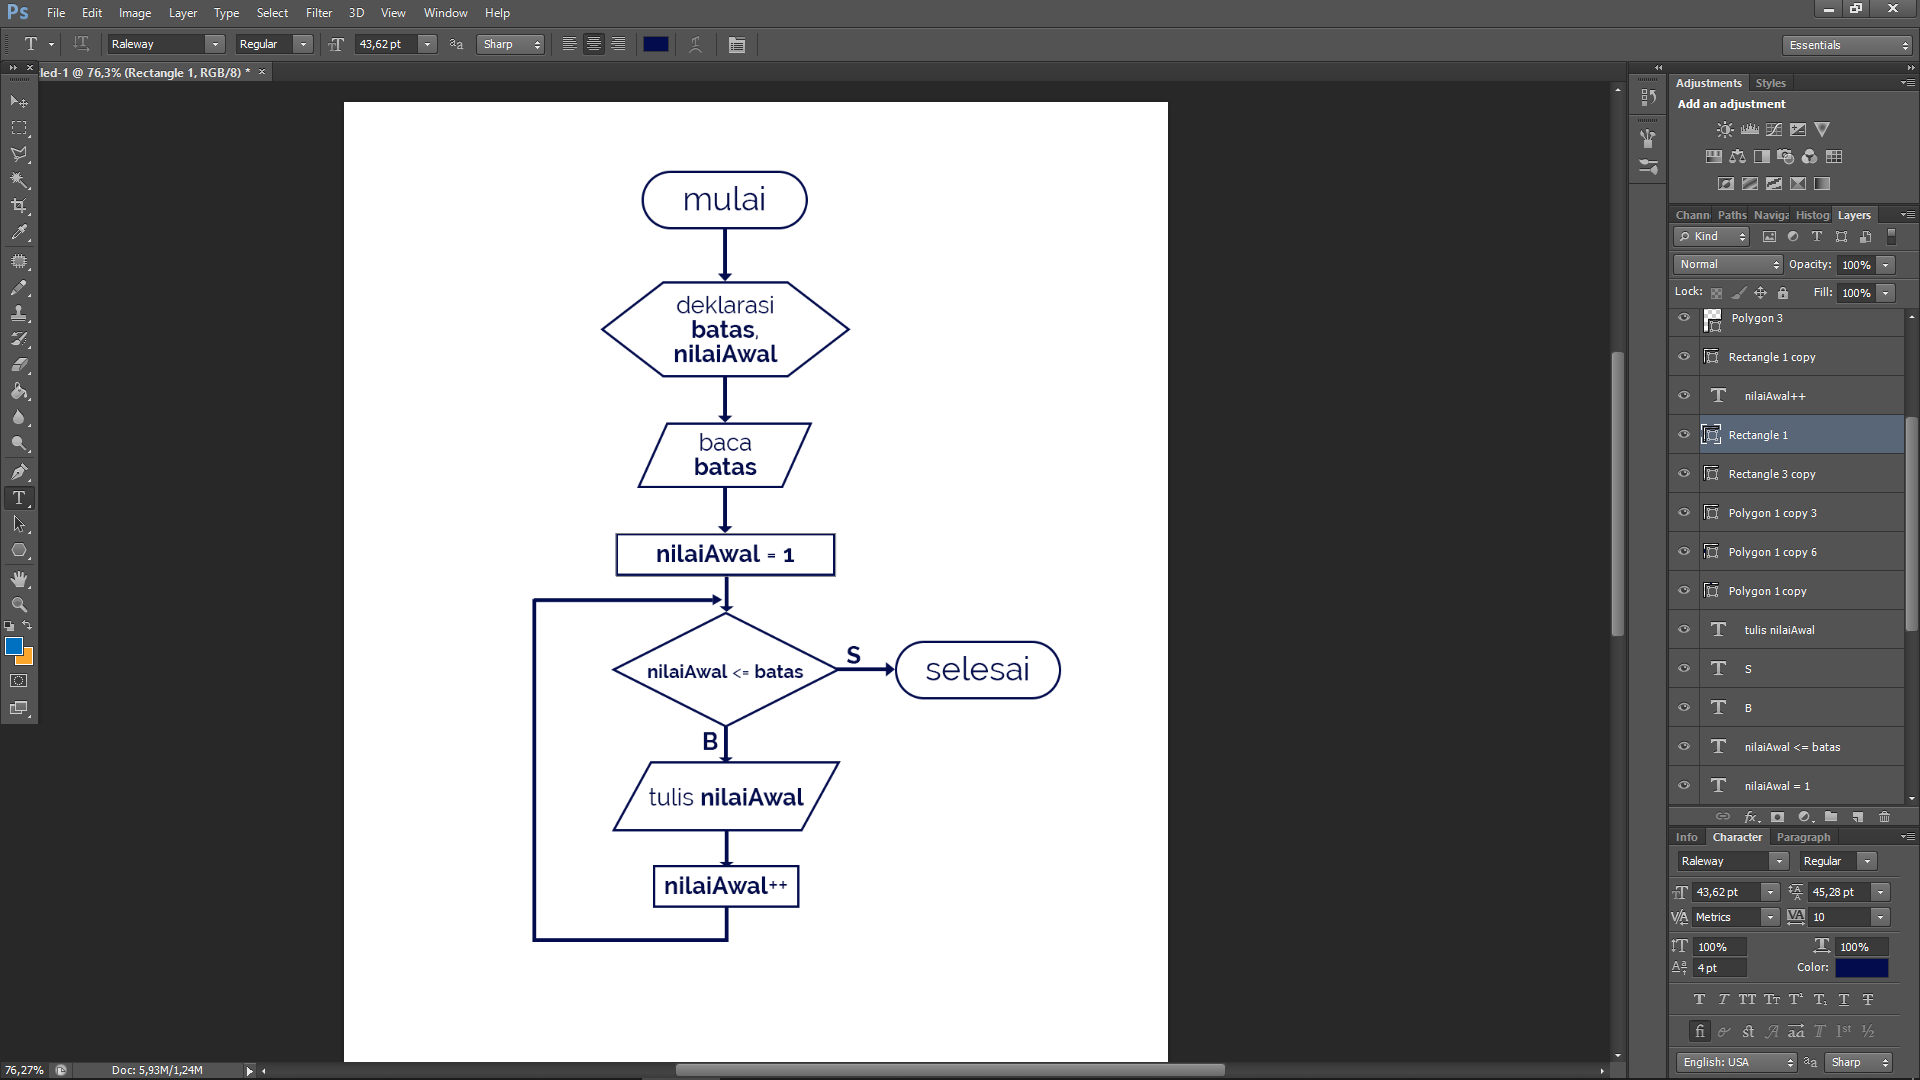 Ps File Edit Image Layer Type Select Filter 3D View Window Help
T Raleway Regular 43,62 pt Sharp Essentials
led-1 @ 76,3% (Rectangle 1, RGB/8) * ×
mulai
deklarasi
batas,
nilaiAwal
baca
batas
nilaiAwal = 1
nilaiAwal <= batas
S
selesai
B
tulis nilaiAwal
nilaiAwal++
Adjustments Styles
Add an adjustment
Chann Paths Naviga Histog Layers
Kind
Normal Opacity: 100%
Lock: Fill: 100%
Polygon 3
Rectangle 1 copy
nilaiAwal++
Rectangle 1
Rectangle 3 copy
Polygon 1 copy 3
Polygon 1 copy 6
Polygon 1 copy
tulis nilaiAwal
S
B
nilaiAwal <= batas
nilaiAwal = 1
Info Character Paragraph
Raleway Regular
43,62 pt 45,28 pt
Metrics 10
100% 100%
4 pt Color:
English: USA Sharp
76,27% Doc: 5,93M/1,24M